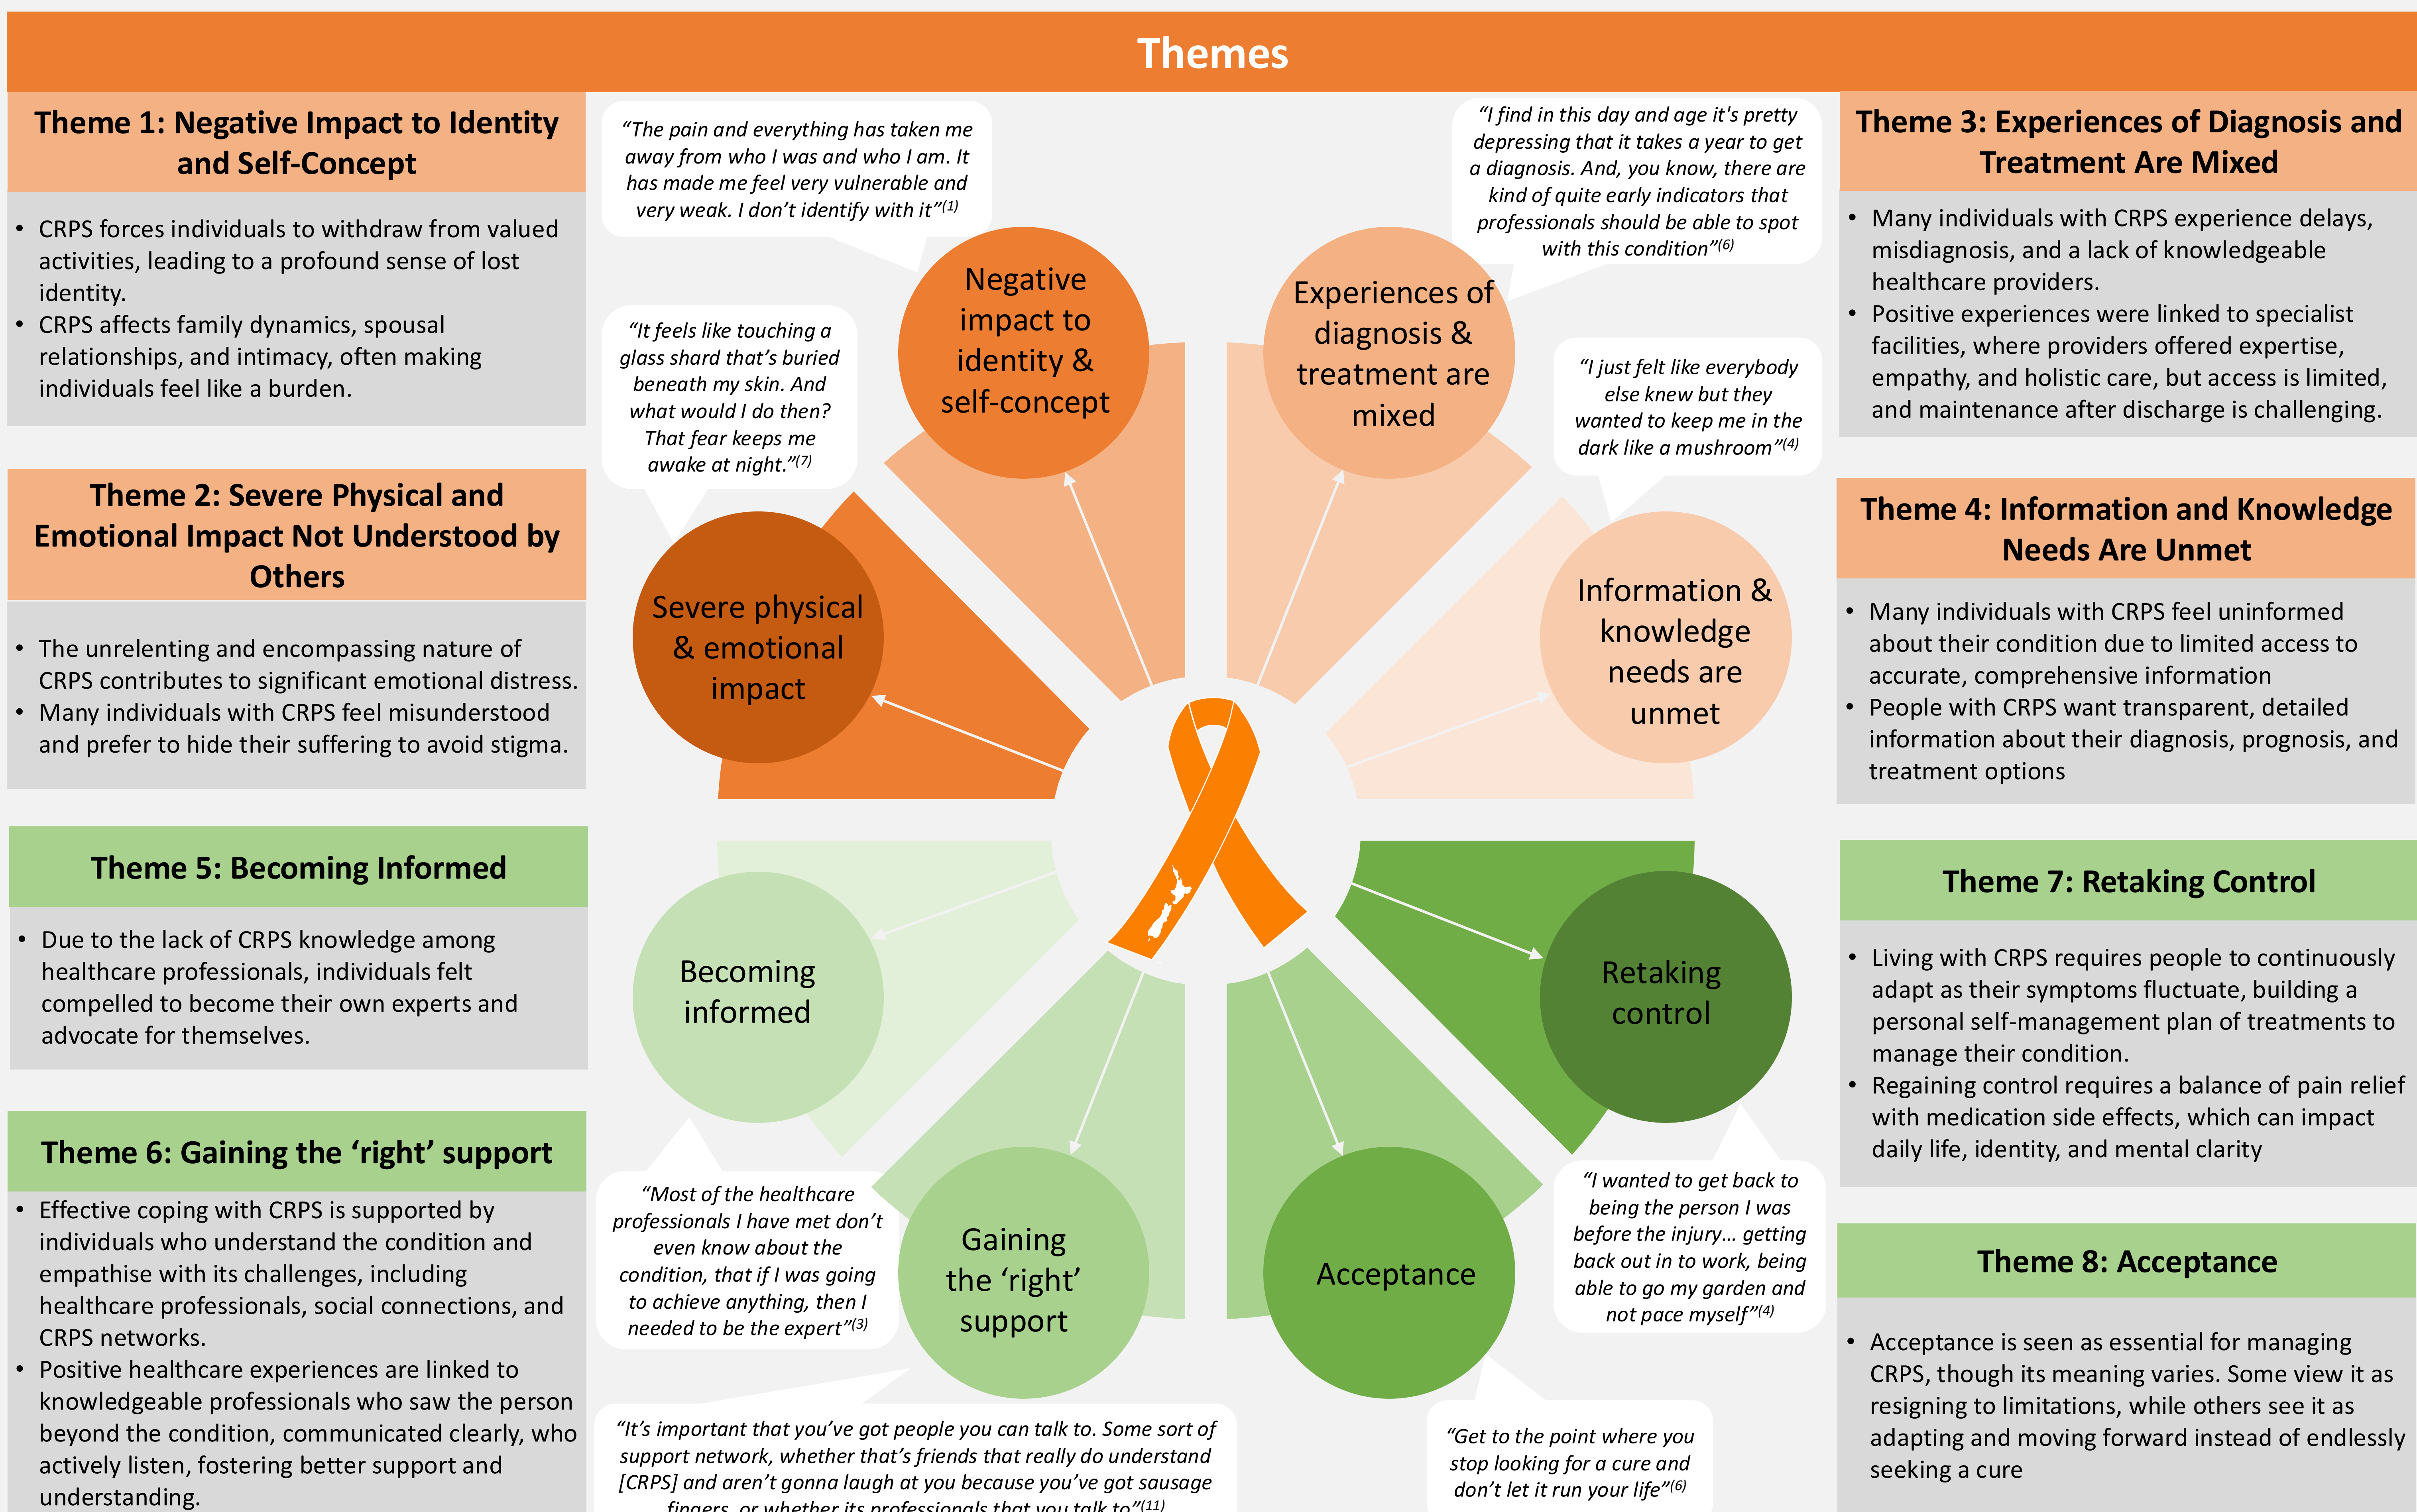 Themes
Theme 1: Negative Impact to Identity
and Self-Concept
• CRPS forces individuals to withdraw from valued
activities, leading to a profound sense of lost
identity.
• CRPS affects family dynamics, spousal
relationships, and intimacy, often making
individuals feel like a burden.
Theme 2: Severe Physical and
Emotional Impact Not Understood by
Others
• The unrelenting and encompassing nature of
CRPS contributes to significant emotional distress.
• Many individuals with CRPS feel misunderstood
and prefer to hide their suffering to avoid stigma.
Theme 5: Becoming Informed
• Due to the lack of CRPS knowledge among
healthcare professionals, individuals felt
compelled to become their own experts and
advocate for themselves.
Theme 6: Gaining the ‘right’ support
• Effective coping with CRPS is supported by
individuals who understand the condition and
empathise with its challenges, including
healthcare professionals, social connections, and
CRPS networks.
• Positive healthcare experiences are linked to
knowledgeable professionals who saw the person
beyond the condition, communicated clearly, who
actively listen, fostering better support and
understanding.
“The pain and everything has taken me
away from who I was and who I am. It
has made me feel very vulnerable and
very weak. I don’t identify with it”(1)
“It feels like touching a
glass shard that’s buried
beneath my skin. And
what would I do then?
That fear keeps me
awake at night.”(7)
“I find in this day and age it's pretty
depressing that it takes a year to get
a diagnosis. And, you know, there are
kind of quite early indicators that
professionals should be able to spot
with this condition”(6)
“I just felt like everybody
else knew but they
wanted to keep me in the
dark like a mushroom”(4)
Negative
impact to
identity &
self-concept
Experiences of
diagnosis &
treatment are
mixed
Severe physical
& emotional
impact
Information &
knowledge
needs are
unmet
Becoming
informed
Retaking
control
Gaining
the ‘right’
support
Acceptance
“Most of the healthcare
professionals I have met don’t
even know about the
condition, that if I was going
to achieve anything, then I
needed to be the expert”(3)
“I wanted to get back to
being the person I was
before the injury… getting
back out in to work, being
able to go my garden and
not pace myself”(4)
“It’s important that you’ve got people you can talk to. Some sort of
support network, whether that’s friends that really do understand
[CRPS] and aren’t gonna laugh at you because you’ve got sausage
fingers, or whether its professionals that you talk to”(11)
“Get to the point where you
stop looking for a cure and
don’t let it run your life”(6)
Theme 3: Experiences of Diagnosis and
Treatment Are Mixed
• Many individuals with CRPS experience delays,
misdiagnosis, and a lack of knowledgeable
healthcare providers.
• Positive experiences were linked to specialist
facilities, where providers offered expertise,
empathy, and holistic care, but access is limited,
and maintenance after discharge is challenging.
Theme 4: Information and Knowledge
Needs Are Unmet
• Many individuals with CRPS feel uninformed
about their condition due to limited access to
accurate, comprehensive information
• People with CRPS want transparent, detailed
information about their diagnosis, prognosis, and
treatment options
Theme 7: Retaking Control
• Living with CRPS requires people to continuously
adapt as their symptoms fluctuate, building a
personal self-management plan of treatments to
manage their condition.
• Regaining control requires a balance of pain relief
with medication side effects, which can impact
daily life, identity, and mental clarity
Theme 8: Acceptance
• Acceptance is seen as essential for managing
CRPS, though its meaning varies. Some view it as
resigning to limitations, while others see it as
adapting and moving forward instead of endlessly
seeking a cure